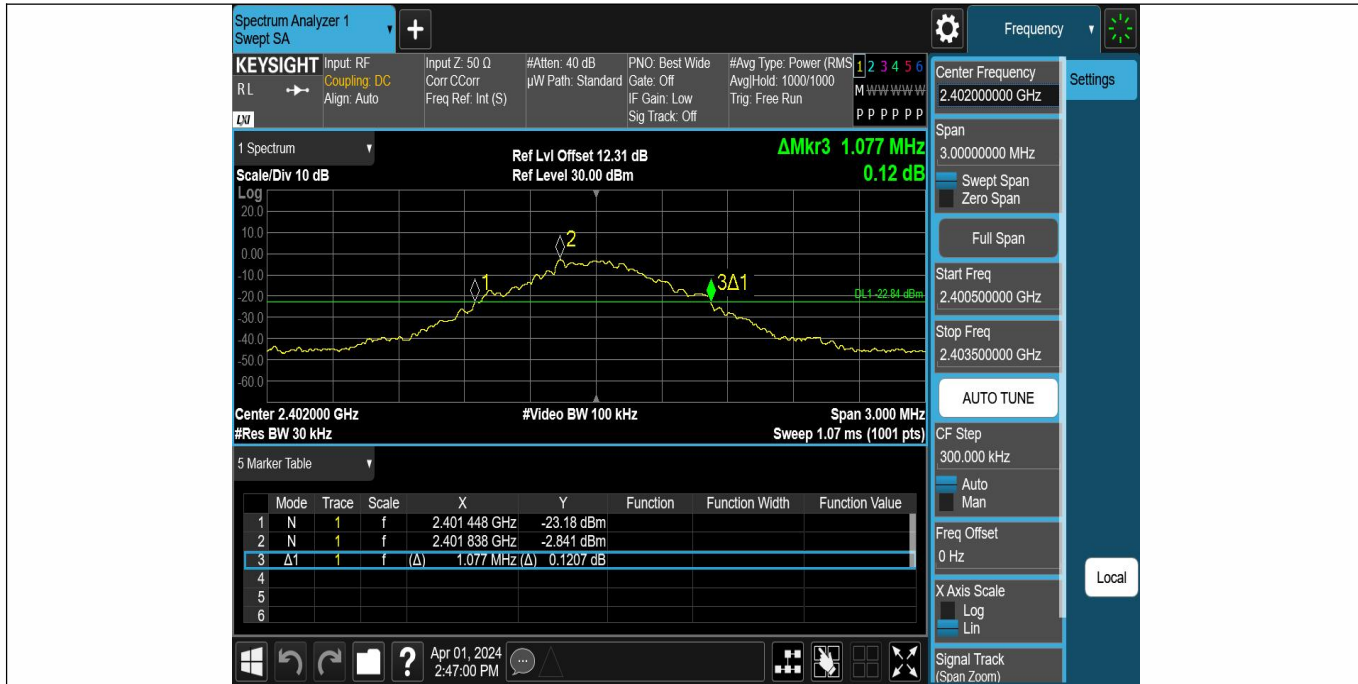 Spectrum Analyzer 1
Swept SA
+
Frequency
KEYSIGHT Input: RF Input Z: 50 Ω #Atten: 40 dB PNO: Best Wide #Avg Type: Power (RMS 1 2 3 4 5 6
RL Coupling: DC Corr CCorr µW Path: Standard Gate: Off Avg|Hold: 1000/1000 M W W W W W
Align: Auto Freq Ref: Int (S) IF Gain: Low Trig: Free Run
LXI Sig Track: Off P P P P P P
Center Frequency
2.402000000 GHz
Settings
1 Spectrum
Ref Lvl Offset 12.31 dB
ΔMkr3 1.077 MHz
Scale/Div 10 dB
Ref Level 30.00 dBm
0.12 dB
Log
20.0
10.0
0.00
-10.0
-20.0
-30.0
-40.0
-50.0
-60.0
1
2
3Δ1
DL1 -22.84 dBm
Center 2.402000 GHz
#Video BW 100 kHz
Span 3.000 MHz
#Res BW 30 kHz
Sweep 1.07 ms (1001 pts)
5 Marker Table
Mode Trace Scale X Y Function Function Width Function Value
1 N 1 f 2.401 448 GHz -23.18 dBm
2 N 1 f 2.401 838 GHz -2.841 dBm
3 Δ1 1 f (Δ) 1.077 MHz (Δ) 0.1207 dB
4
5
6
Span
3.00000000 MHz
Swept Span
Zero Span
Full Span
Start Freq
2.400500000 GHz
Stop Freq
2.403500000 GHz
AUTO TUNE
CF Step
300.000 kHz
Auto
Man
Freq Offset
0 Hz
X Axis Scale
Log
Lin
Signal Track
(Span Zoom)
Local
?
Apr 01, 2024
2:47:00 PM